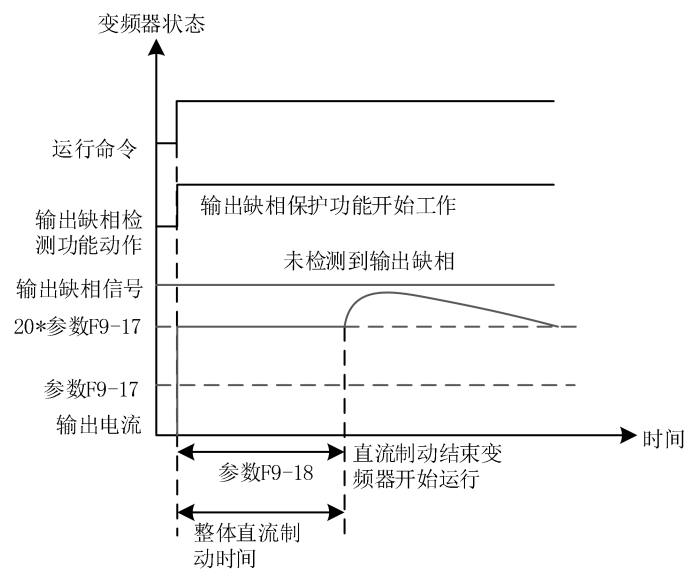 变频器状态
运行命令
输出缺相保护功能开始工作
输出缺相检
测功能动作
未检测到输出缺相
输出缺相信号
20*参数F9-17
参数F9-17
输出电流
时间
参数F9-18
直流制动结束变
频器开始运行
整体直流制
动时间